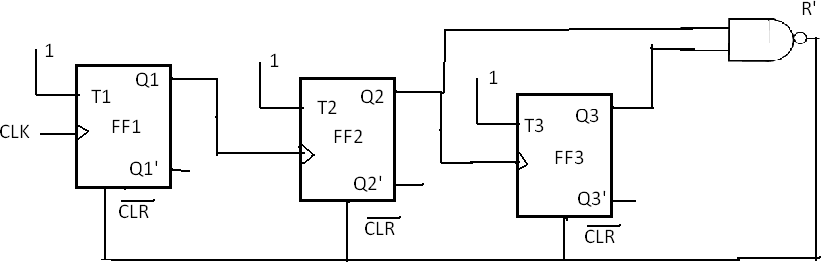 R'
1
1
1
T1
Q1
FF1
Q1'
CLK
CLR
T2
Q2
FF2
Q2'
CLR
T3
Q3
FF3
Q3'
CLR